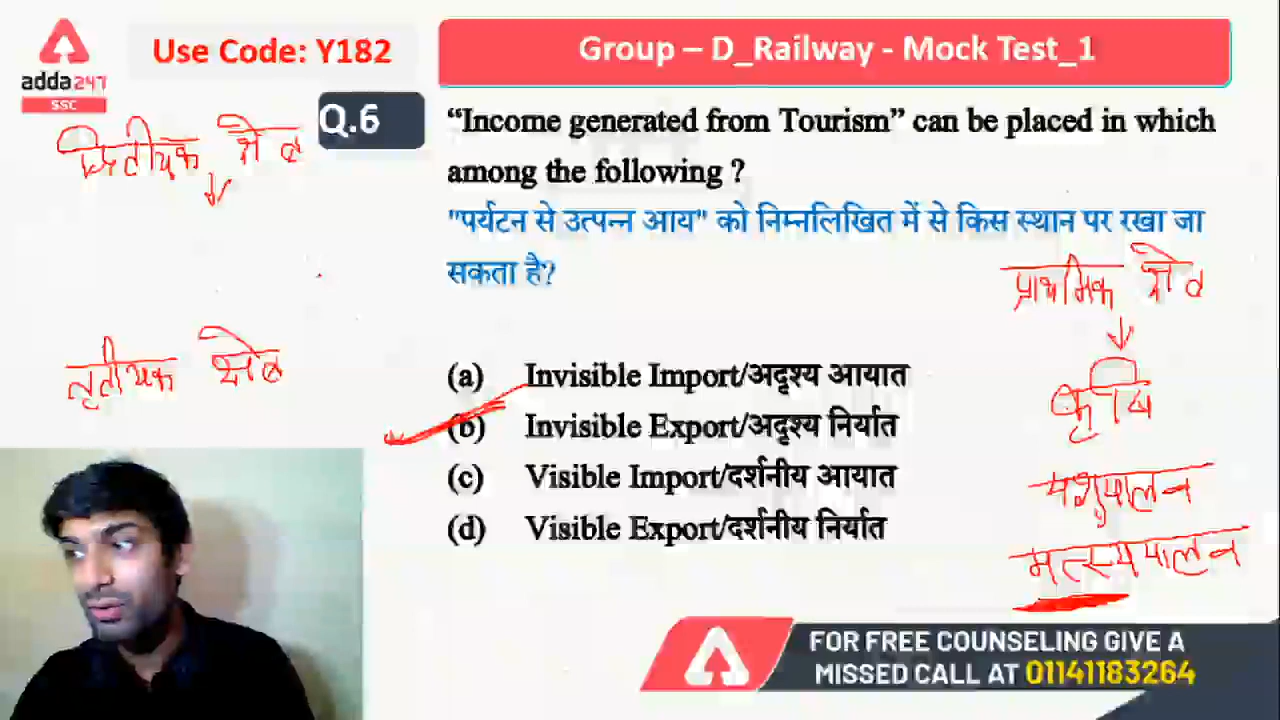 adda247
SSC
Use Code: Y182
Group – D_Railway - Mock Test_1
Q.6
“Income generated from Tourism” can be placed in which
among the following ?
"पर्यटन से उत्पन्न आय" को निम्नलिखित में से किस स्थान पर रखा जा
सकता है?
(a) Invisible Import/अदृश्य आयात
(b) Invisible Export/अदृश्य निर्यात
(c) Visible Import/दर्शनीय आयात
(d) Visible Export/दर्शनीय निर्यात
द्वितीयक क्षेत्र
तृतीयक क्षेत्र
प्राथमिक क्षेत्र
कृषि
पशुपालन
मत्स्यपालन
FOR FREE COUNSELING GIVE A
MISSED CALL AT 01141183264